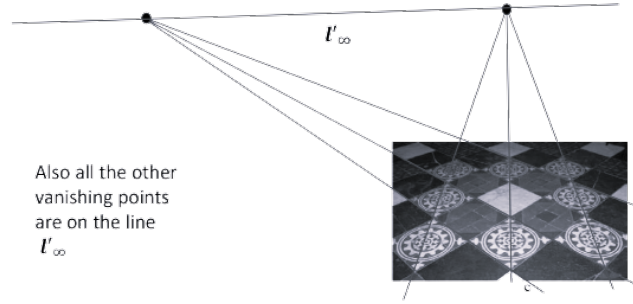 l′∞
Also all the other
vanishing points
are on the line
l′∞
c